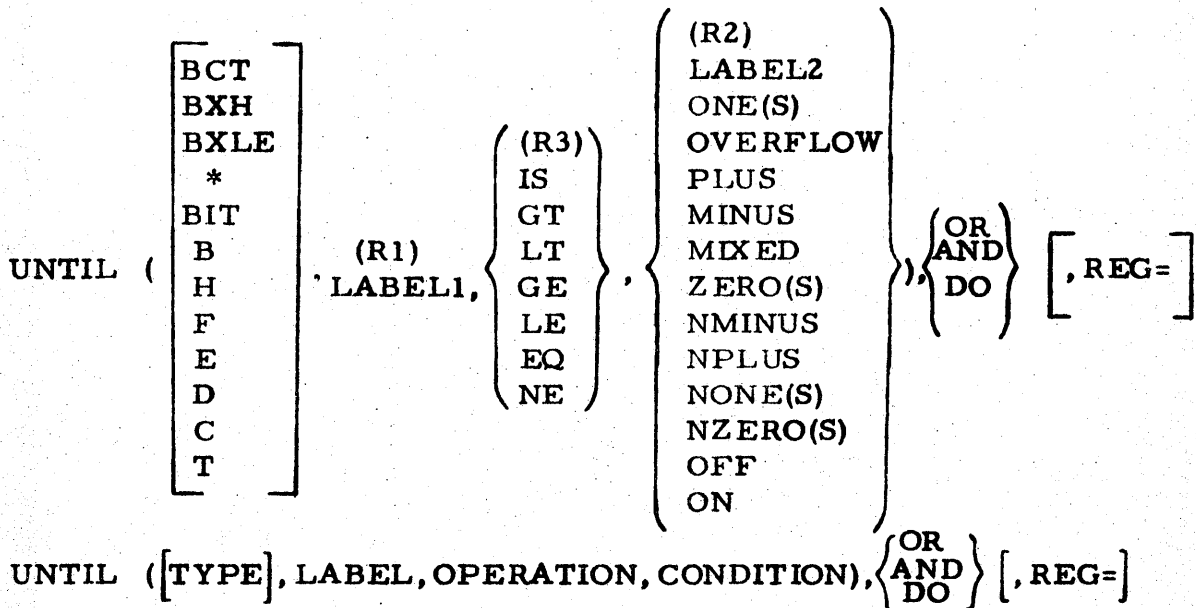 UNTIL ( [ BCT BXH BXLE * BIT B H F E D C T ] , (R1) LABEL1, { (R3) IS GT LT GE LE EQ NE } , { (R2) LABEL2 ONE(S) OVERFLOW PLUS MINUS MIXED ZERO(S) NMINUS NPLUS NONE(S) NZERO(S) OFF ON } ), { OR AND DO } [ , REG= ]
UNTIL ([TYPE], LABEL, OPERATION, CONDITION), { OR AND DO } [, REG=]